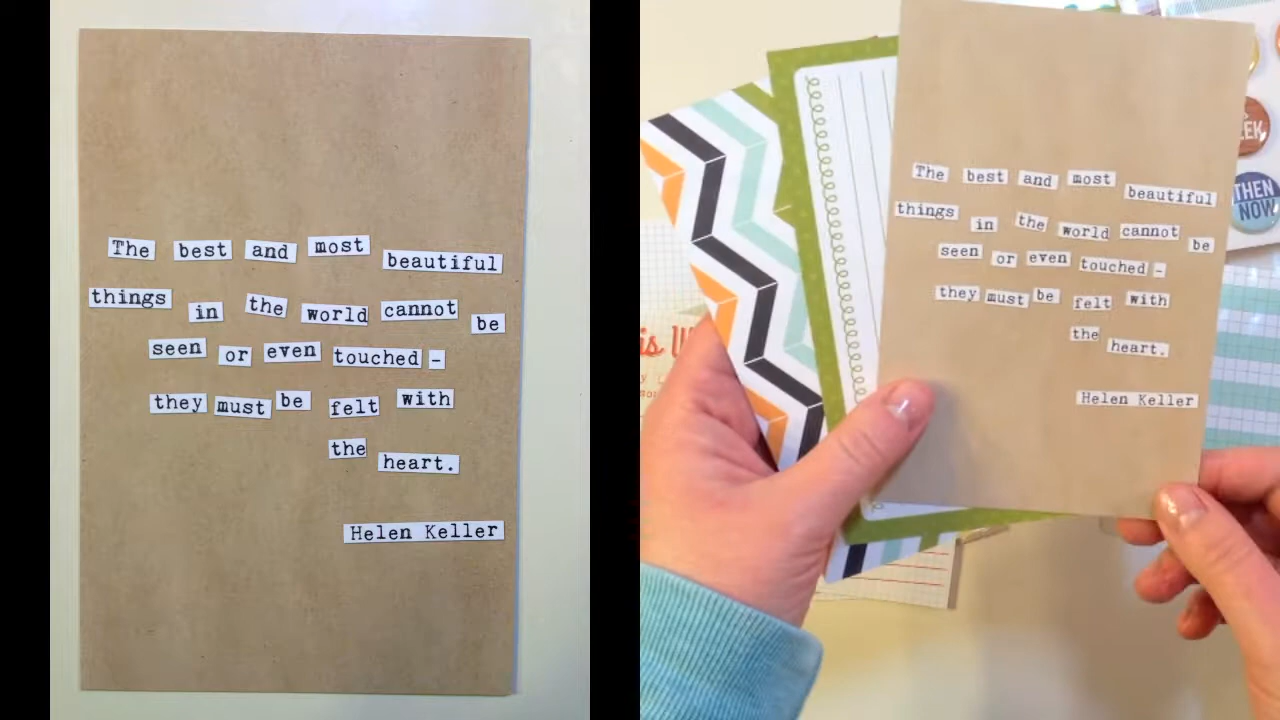 The best and most beautiful
things in the world cannot be
seen or even touched -
they must be felt with
the heart.
Helen Keller
The best and most beautiful
things in the world cannot be
seen or even touched -
they must be felt with
the heart.
Helen Keller
THEN
NOW